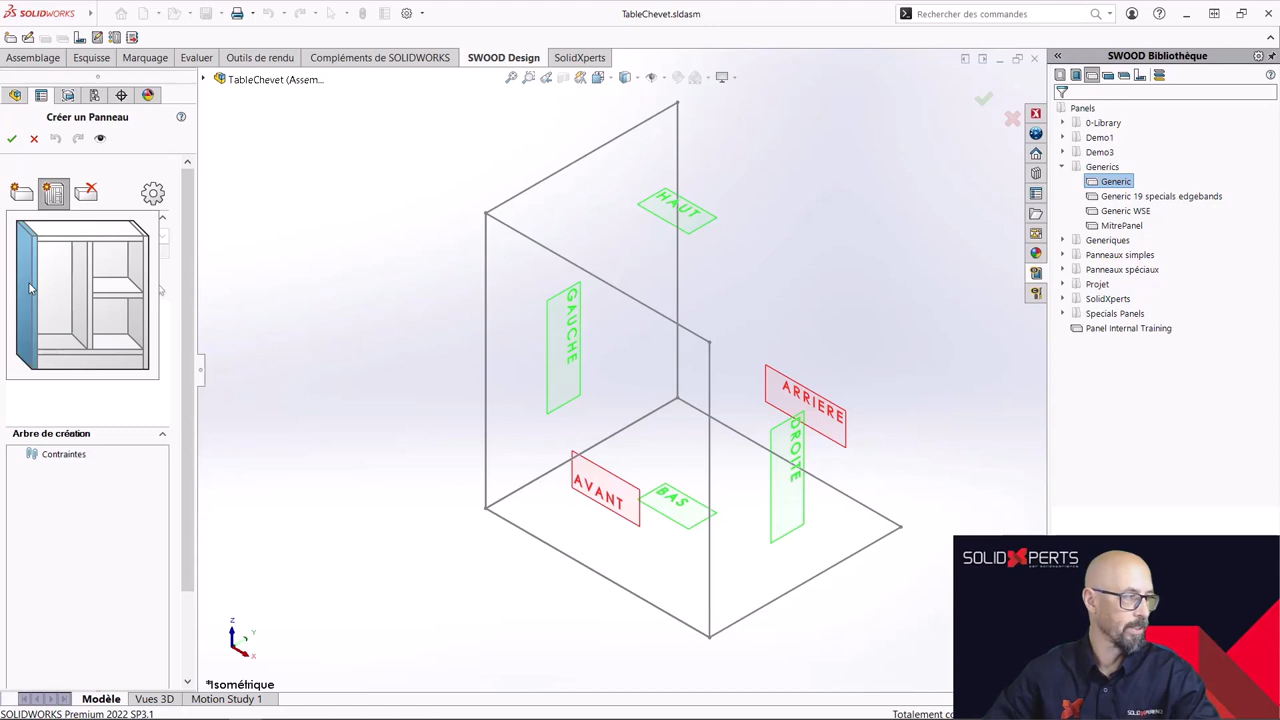 SOLIDWORKS
TableChevet.sldasm
Rechercher des commandes
Assemblage
Esquisse
Marquage
Evaluer
Outils de rendu
Compléments de SOLIDWORKS
SWOOD Design
SolidXperts
SWOOD Bibliothèque
TableChevet (Assem...
Créer un Panneau
Panels
0-Library
Demo1
Demo3
Generics
Generic
Generic 19 specials edgebands
Generic WSE
MitrePanel
Generiques
Panneaux simples
Panneaux spéciaux
Projet
SolidXperts
Specials Panels
Panel Internal Training
HAUT
GAUCHE
ARRIERE
DROITE
AVANT
BAS
Arbre de création
Contraintes
Z
Y
X
*Isométrique
Modèle
Vues 3D
Motion Study 1
SOLIDWORKS Premium 2022 SP3.1
Totalement co
SOLIDXPERTS